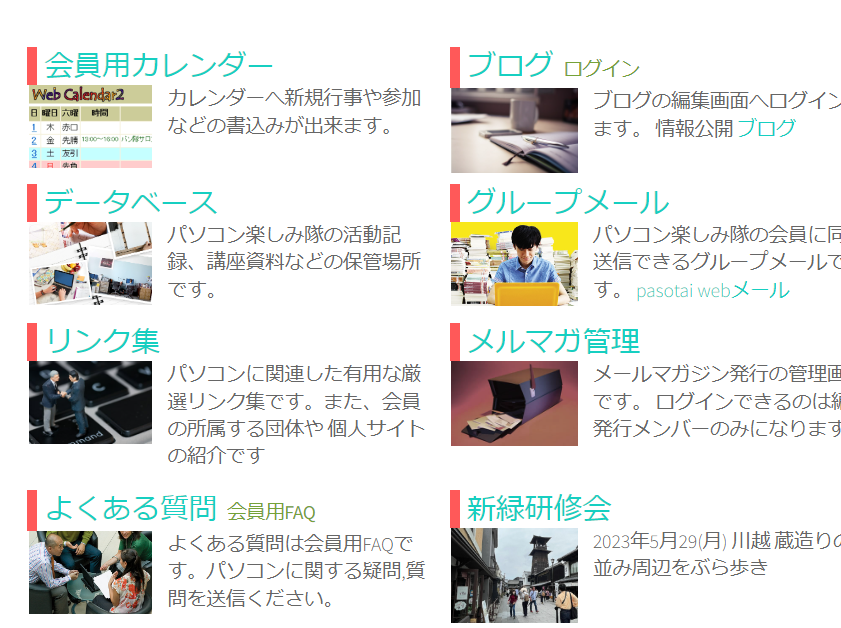 会員用カレンダー
Web Calendar2
日 曜日 六曜 時間
1 木 赤口
2 金 先勝 13:00～16:00
3 土 友引
4 日 先負
カレンダーへ新規行事や参加
などの書込みが出来ます。
ブログ ログイン
ブログの編集画面へログイン
ます。 情報公開 ブログ
データベース
パソコン楽しみ隊の活動記
録、講座資料などの保管場所
です。
グループメール
パソコン楽しみ隊の会員に同
送信できるグループメールで
す。 pasotai webメール
リンク集
command
パソコンに関連した有用な厳
選リンク集です。また、会員
の所属する団体や 個人サイト
の紹介です
メルマガ管理
メールマガジン発行の管理画
です。 ログインできるのは編
発行メンバーのみになります
よくある質問 会員用FAQ
よくある質問は会員用FAQで
す。パソコンに関する疑問,質
問を送信ください。
新緑研修会
2023年5月29(月) 川越 蔵造りの
並み周辺をぶら歩き